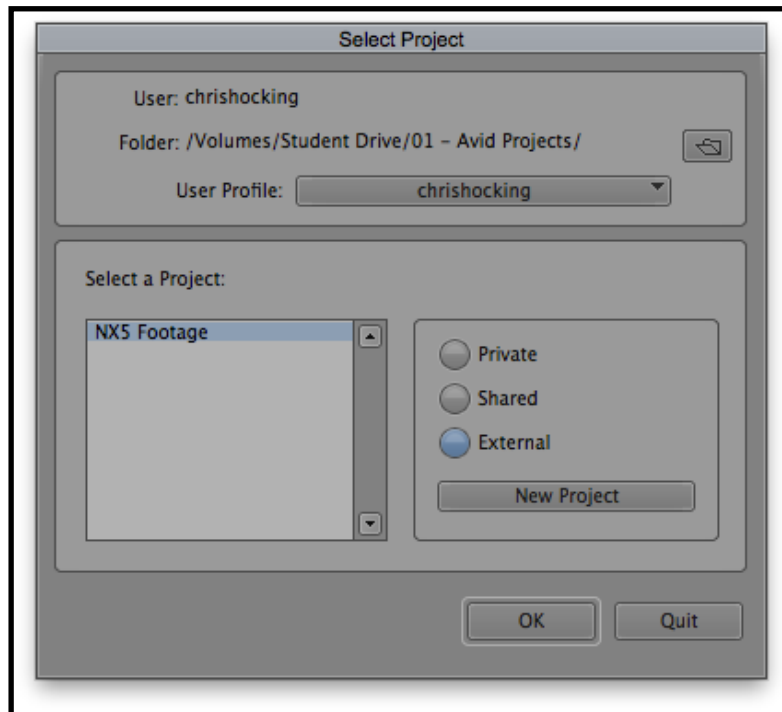 Select Project
User: chrishocking
Folder: /Volumes/Student Drive/01 – Avid Projects/
User Profile: chrishocking
Select a Project:
NX5 Footage
Private
Shared
External
New Project
OK Quit